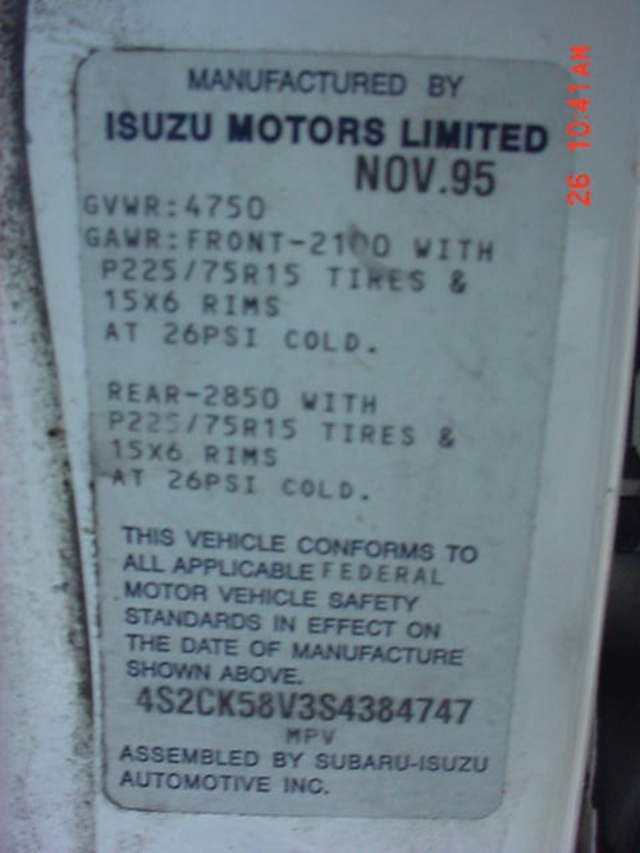 MANUFACTURED BY
ISUZU MOTORS LIMITED
NOV.95
GVWR:4750
GAWR:FRONT-2100 WITH
P225/75R15 TIRES &
15X6 RIMS
AT 26PSI COLD.
REAR-2850 WITH
P225/75R15 TIRES &
15X6 RIMS
AT 26PSI COLD.
THIS VEHICLE CONFORMS TO
ALL APPLICABLE FEDERAL
MOTOR VEHICLE SAFETY
STANDARDS IN EFFECT ON
THE DATE OF MANUFACTURE
SHOWN ABOVE.
4S2CK58V3S4384747
MPV
ASSEMBLED BY SUBARU-ISUZU
AUTOMOTIVE INC.
26 10:41AM